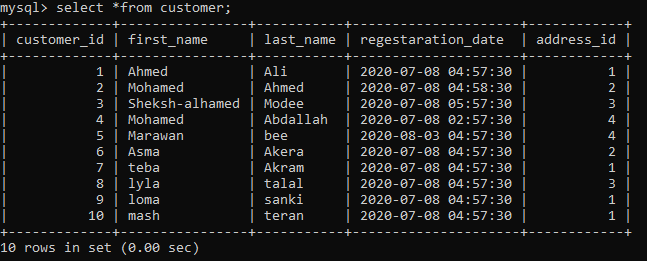 mysql> select *from customer;
+-------------+----------------+-----------+---------------------+------------+
| customer_id | first_name     | last_name | regestaration_date  | address_id |
+-------------+----------------+-----------+---------------------+------------+
|           1 | Ahmed          | Ali       | 2020-07-08 04:57:30 |          1 |
|           2 | Mohamed        | Ahmed     | 2020-07-08 04:58:30 |          2 |
|           3 | Sheksh-alhamed | Modee     | 2020-07-08 05:57:30 |          3 |
|           4 | Mohamed        | Abdallah  | 2020-07-08 02:57:30 |          4 |
|           5 | Marawan        | bee       | 2020-08-03 04:57:30 |          4 |
|           6 | Asma           | Akera     | 2020-07-08 04:57:30 |          2 |
|           7 | teba           | Akram     | 2020-07-08 04:57:30 |          1 |
|           8 | lyla           | talal     | 2020-07-08 04:57:30 |          3 |
|           9 | loma           | sanki     | 2020-07-08 04:57:30 |          1 |
|          10 | mash           | teran     | 2020-07-08 04:57:30 |          1 |
+-------------+----------------+-----------+---------------------+------------+
10 rows in set (0.00 sec)